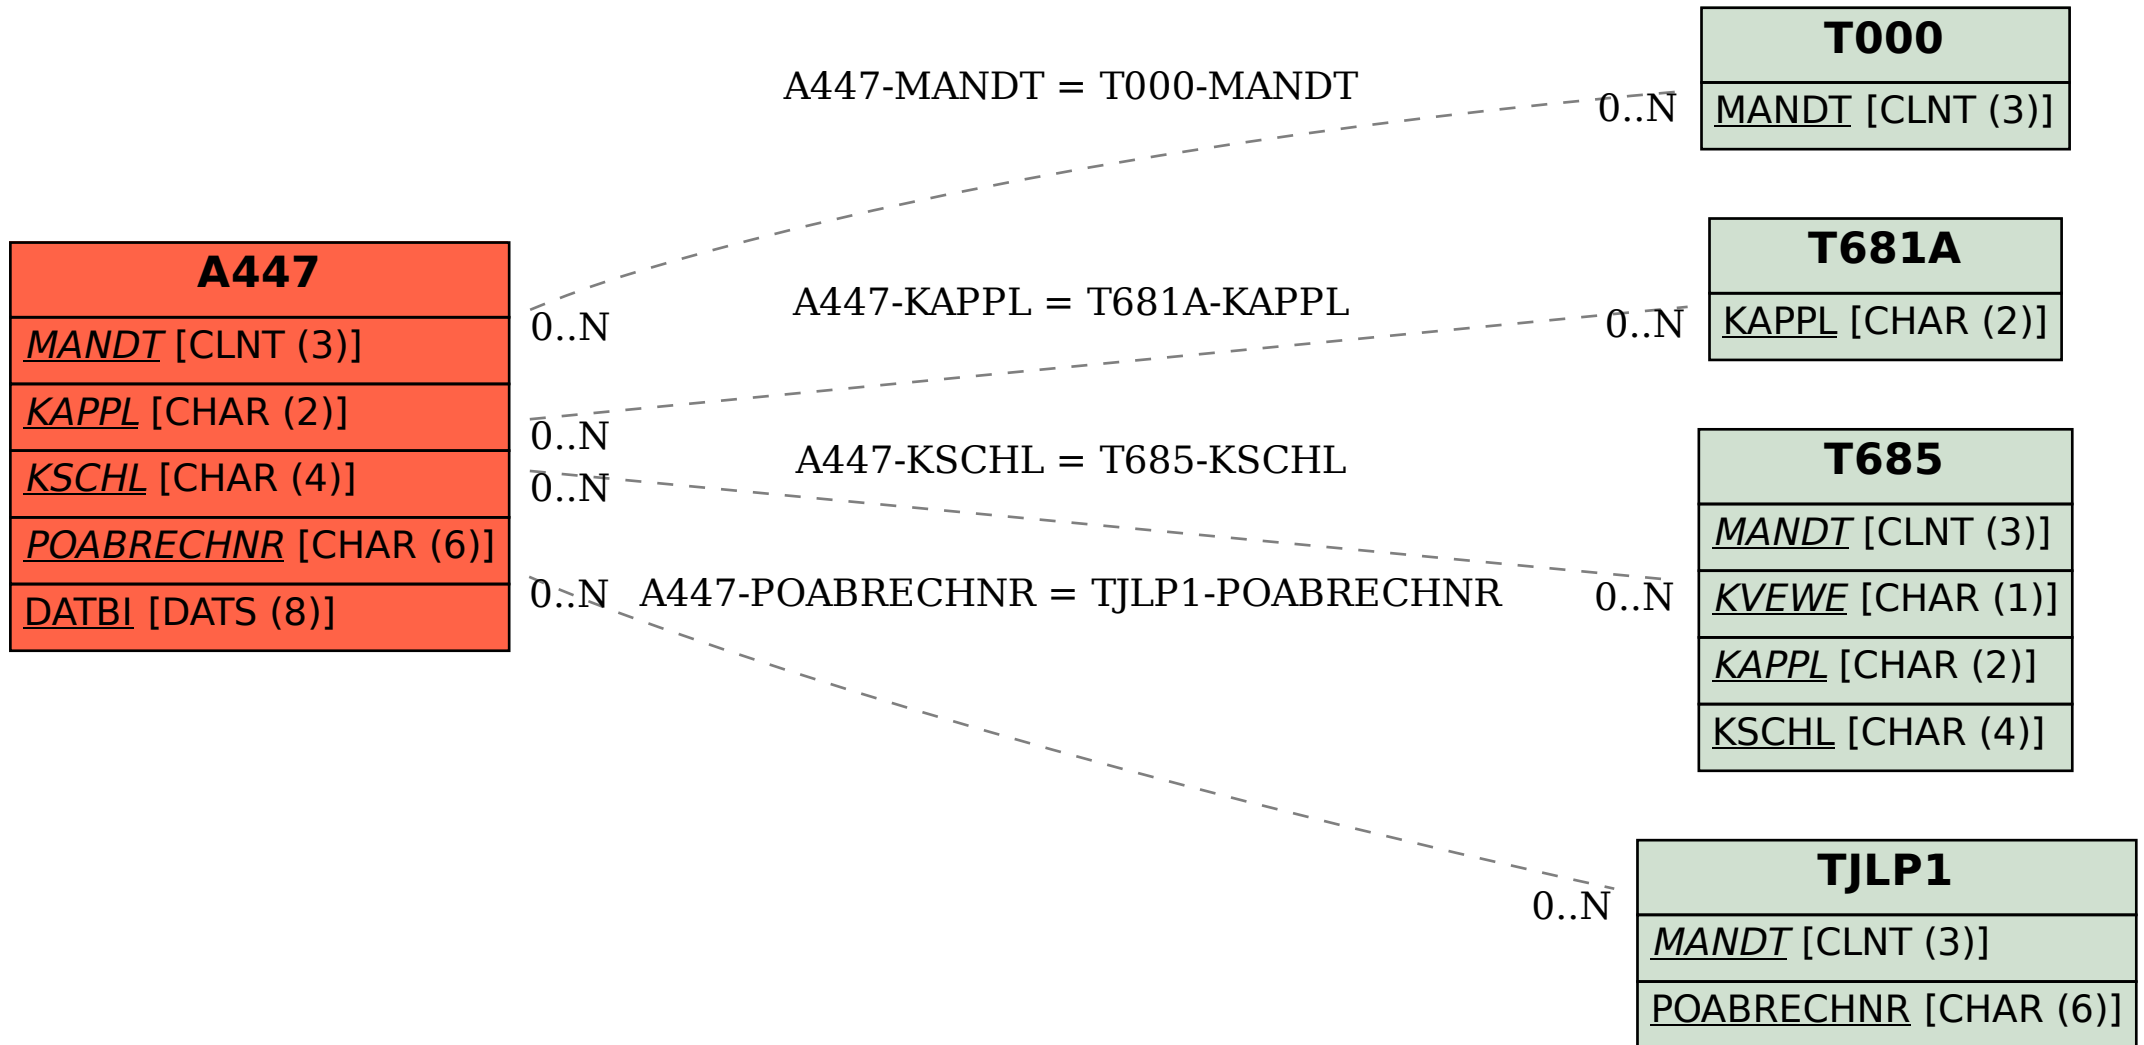 A447
MANDT [CLNT (3)]
KAPPL [CHAR (2)]
KSCHL [CHAR (4)]
POABRECHNR [CHAR (6)]
DATBI [DATS (8)]
A447-MANDT = T000-MANDT
0..N
0..N
A447-KAPPL = T681A-KAPPL
0..N
0..N
A447-KSCHL = T685-KSCHL
0..N
0..N
A447-POABRECHNR = TJLP1-POABRECHNR
0..N
0..N
T000
MANDT [CLNT (3)]
T681A
KAPPL [CHAR (2)]
T685
MANDT [CLNT (3)]
KVEWE [CHAR (1)]
KAPPL [CHAR (2)]
KSCHL [CHAR (4)]
TJLP1
MANDT [CLNT (3)]
POABRECHNR [CHAR (6)]